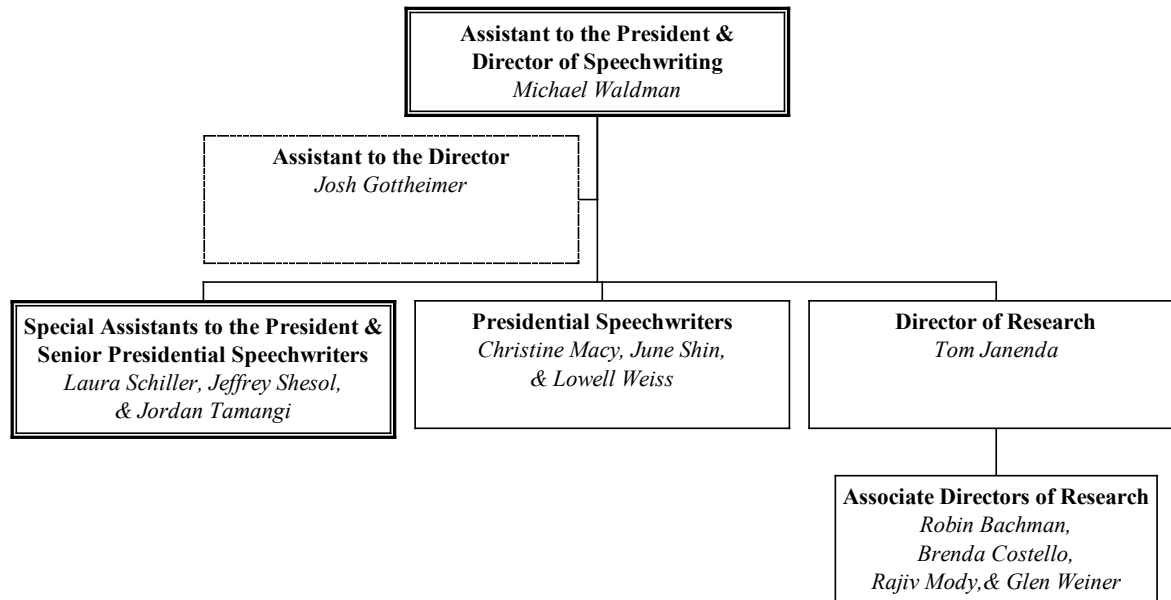 Assistant to the President &
Director of Speechwriting
Michael Waldman
Assistant to the Director
Josh Gottheimer
Special Assistants to the President &
Senior Presidential Speechwriters
Laura Schiller, Jeffrey Shesol,
& Jordan Tamangi
Presidential Speechwriters
Christine Macy, June Shin,
& Lowell Weiss
Director of Research
Tom Janenda
Associate Directors of Research
Robin Bachman,
Brenda Costello,
Rajiv Mody,& Glen Weiner